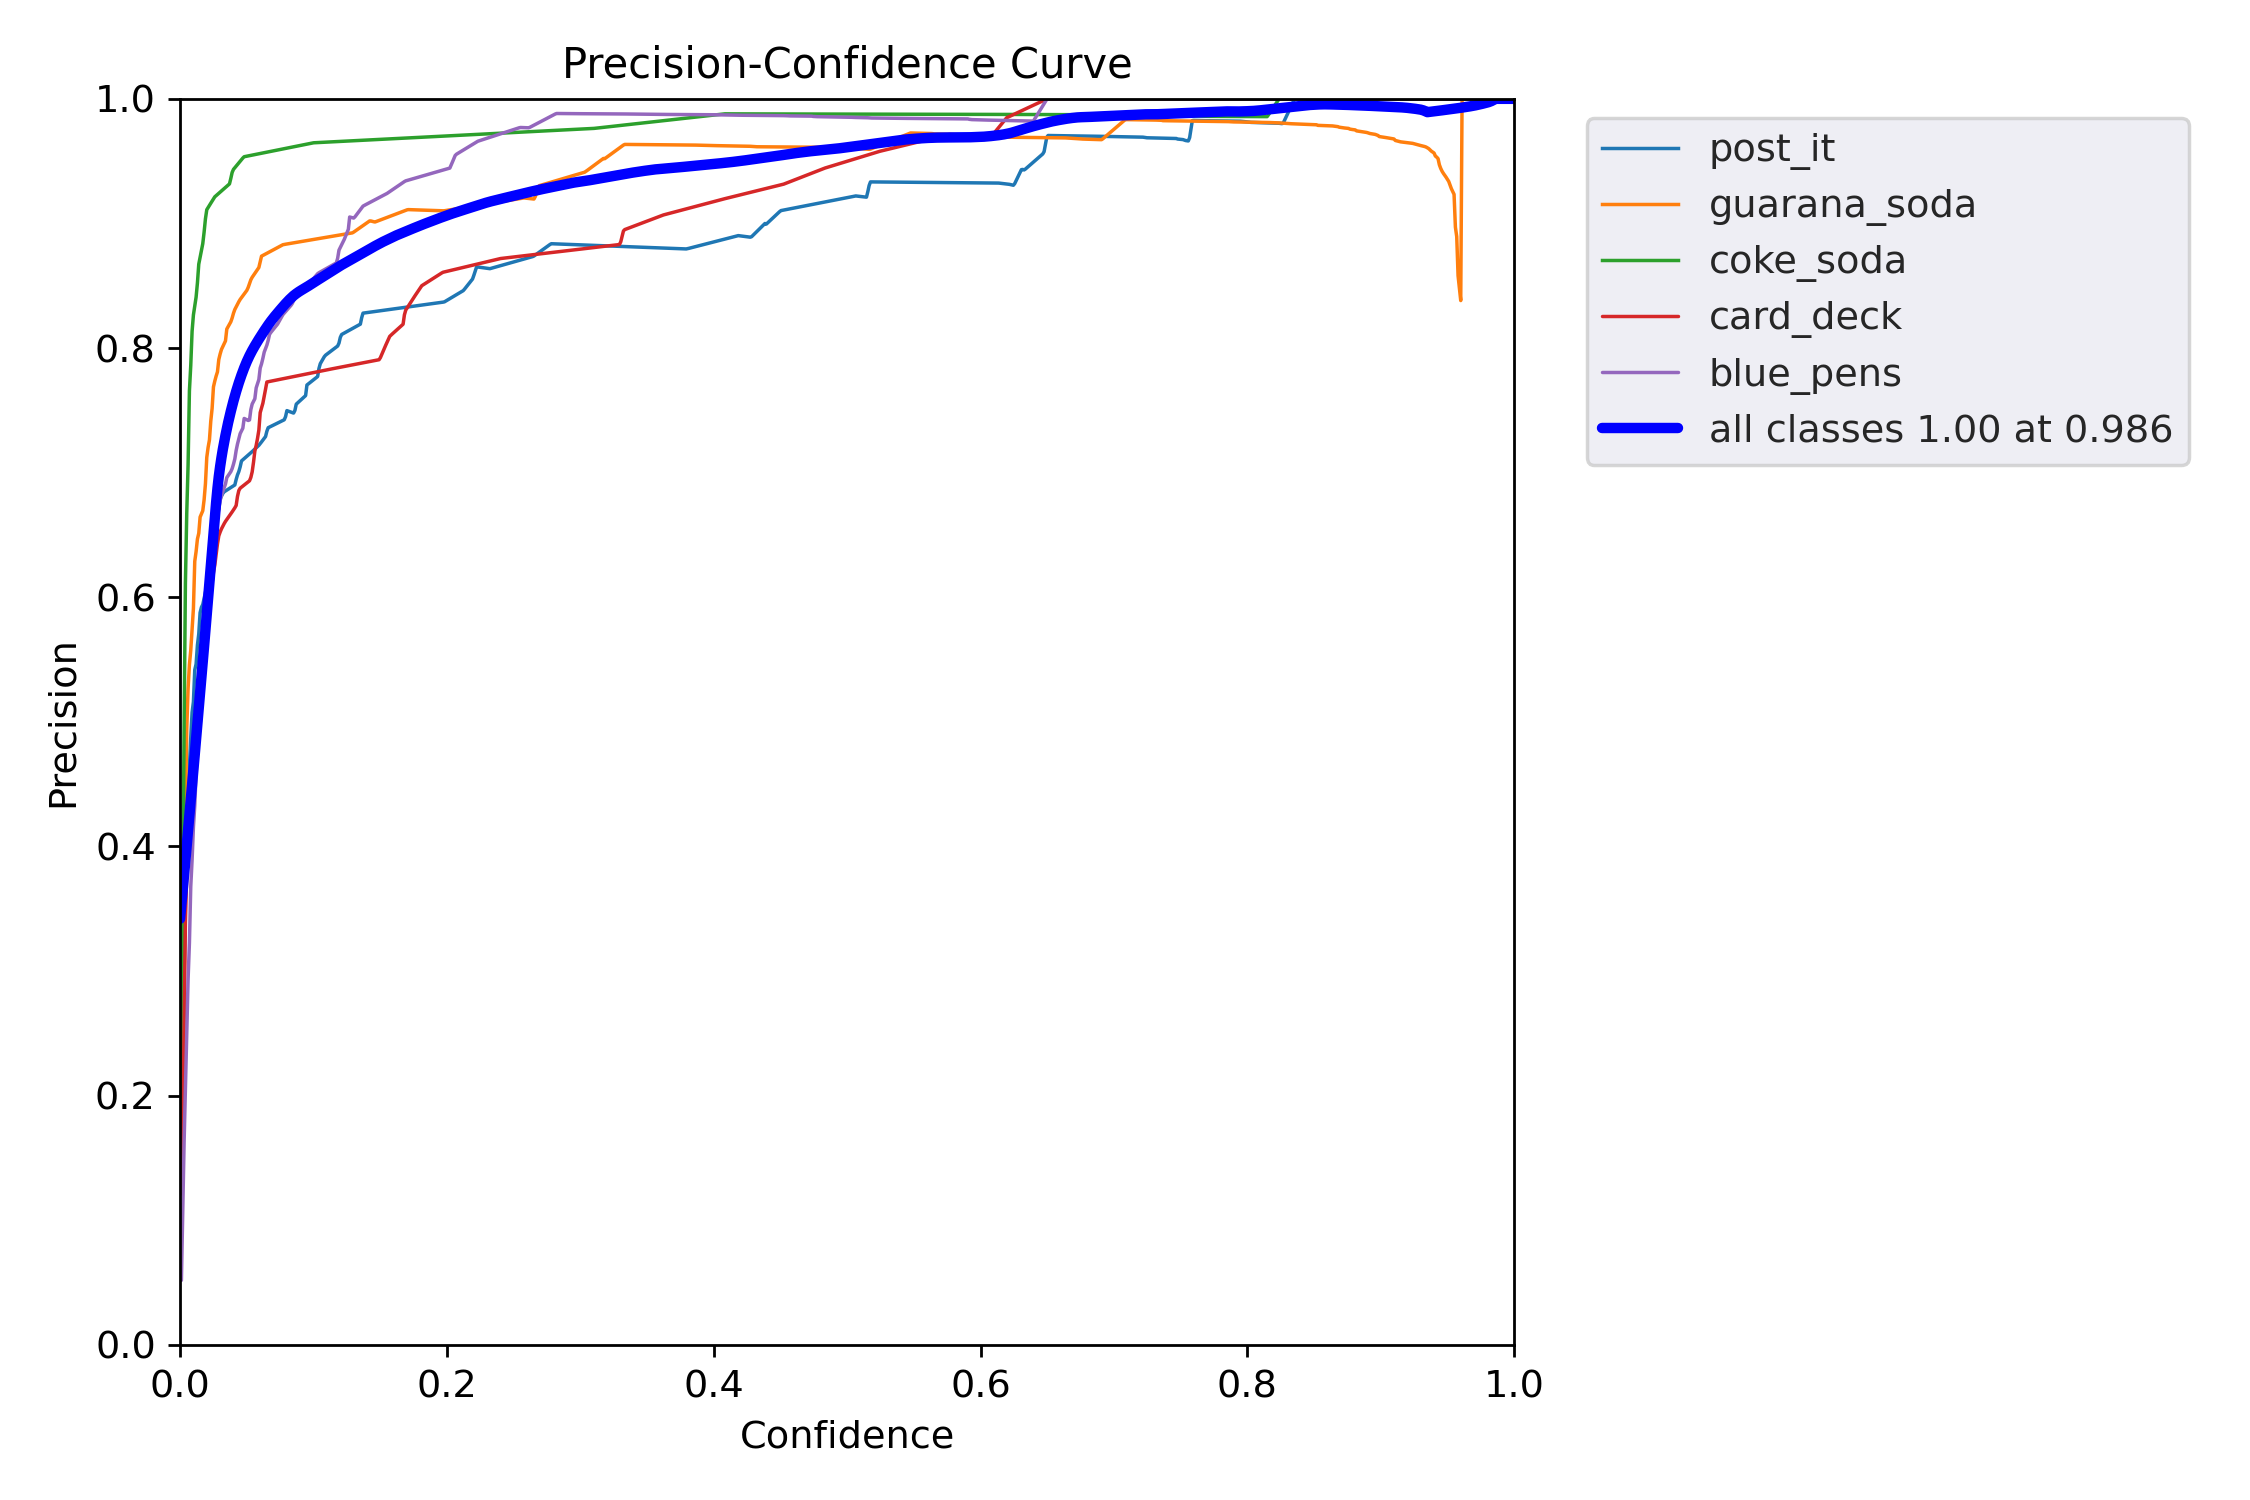 Precision-Confidence Curve
1.0
0.8
0.6
0.4
0.2
0.0
Precision
0.0 0.2 0.4 0.6 0.8 1.0
Confidence
post_it
guarana_soda
coke_soda
card_deck
blue_pens
all classes 1.00 at 0.986